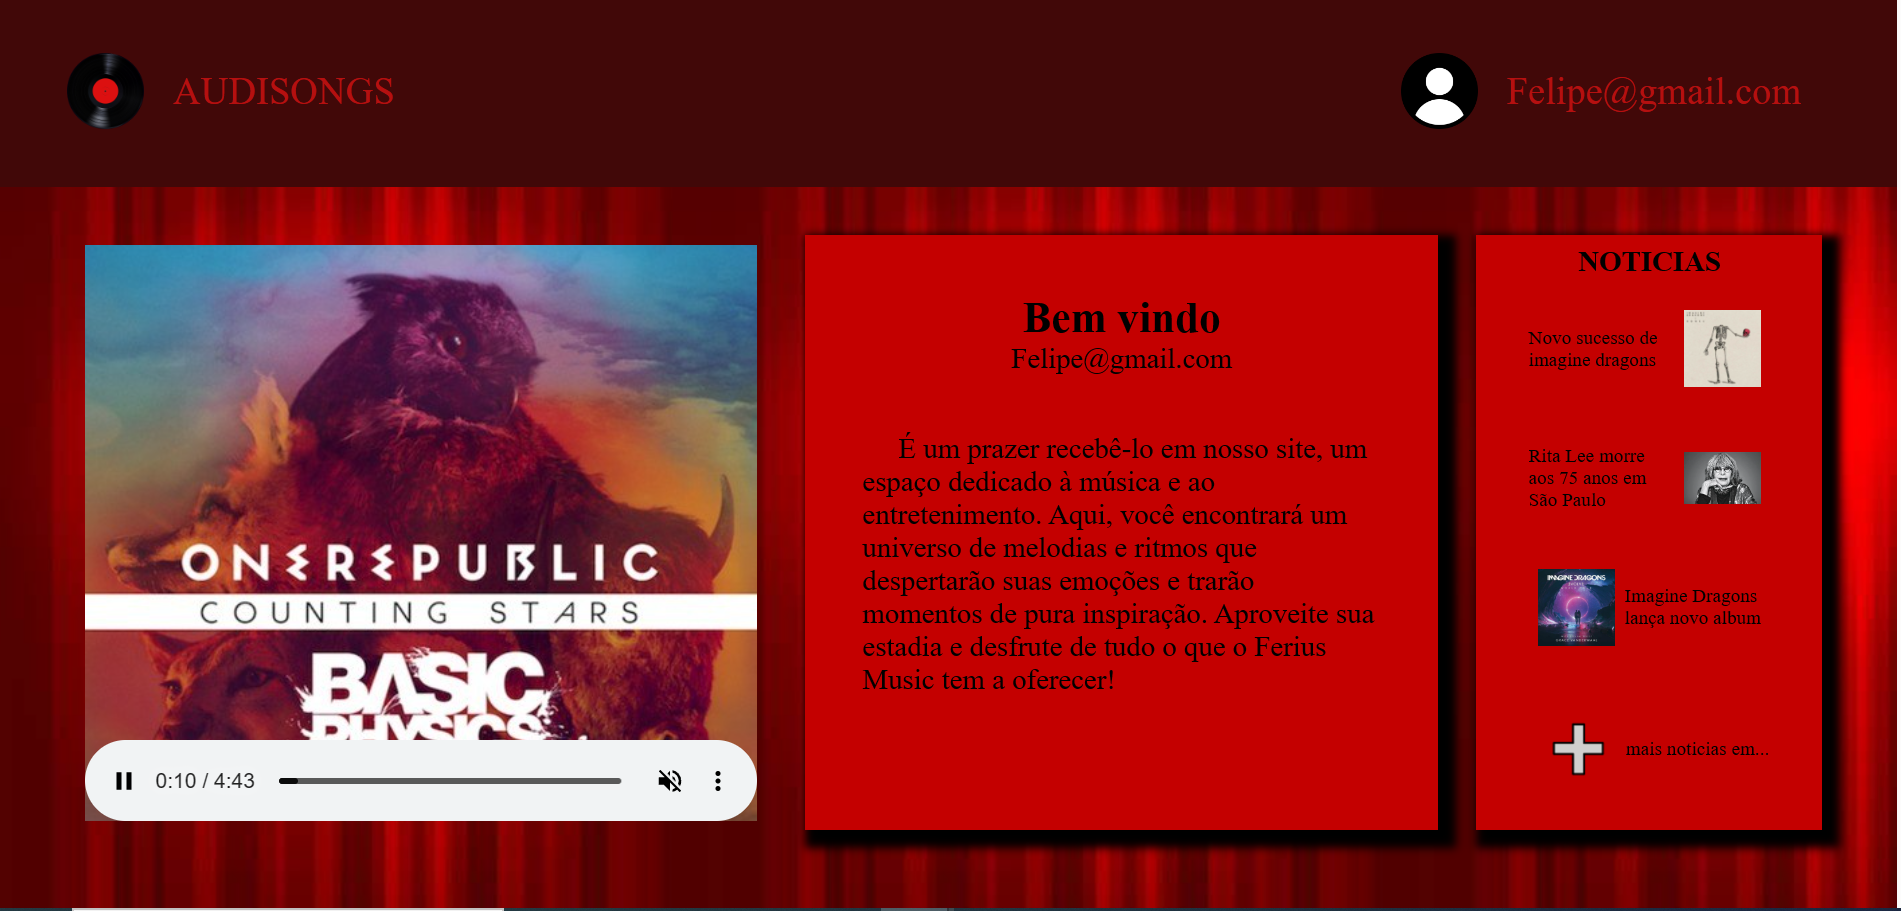 AUDISONGS
Felipe@gmail.com
ONEREPUBLIC
COUNTING STARS
BASIC
PHYSICS
0:10 / 4:43
Bem vindo
Felipe@gmail.com
É um prazer recebê-lo em nosso site, um
espaço dedicado à música e ao
entretenimento. Aqui, você encontrará um
universo de melodias e ritmos que
despertarão suas emoções e trarão
momentos de pura inspiração. Aproveite sua
estadia e desfrute de tudo o que o Ferius
Music tem a oferecer!
NOTICIAS
Novo sucesso de
imagine dragons
Rita Lee morre
aos 75 anos em
São Paulo
IMAGINE DRAGONS
Imagine Dragons
lança novo album
mais noticias em...